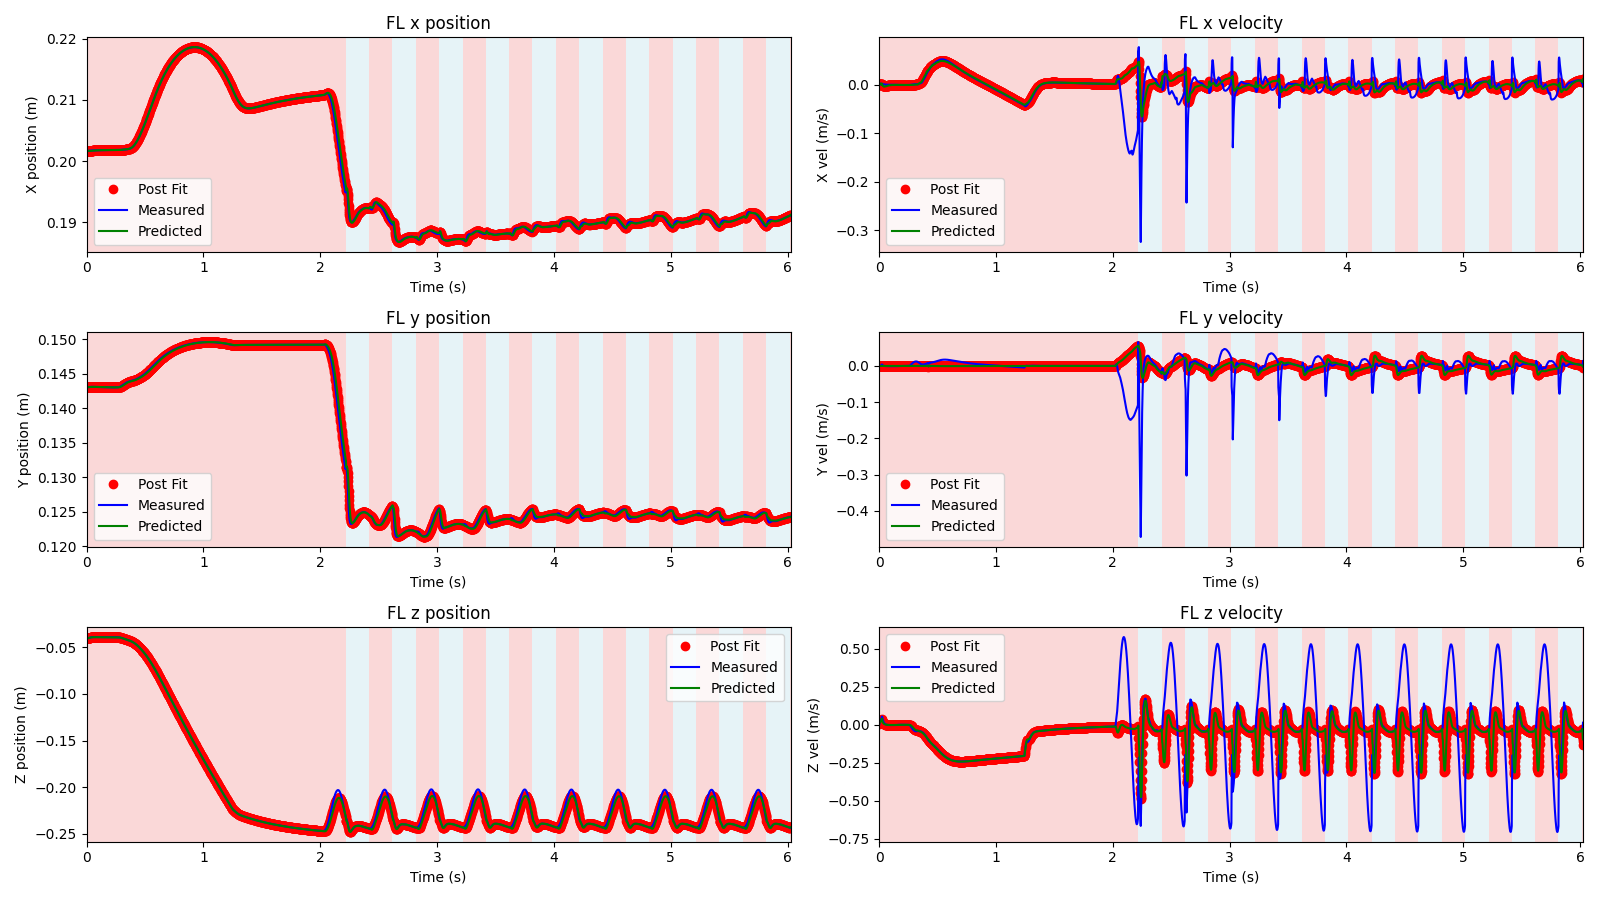 FL x position
X position (m)
0.22
0.21
0.20
0.19
Post Fit
Measured
Predicted
0 1 2 3 4 5 6
Time (s)
FL x velocity
X vel (m/s)
0.0
−0.1
−0.2
−0.3
Post Fit
Measured
Predicted
0 1 2 3 4 5 6
Time (s)
FL y position
Y position (m)
0.150
0.145
0.140
0.135
0.130
0.125
0.120
Post Fit
Measured
Predicted
0 1 2 3 4 5 6
Time (s)
FL y velocity
Y vel (m/s)
0.0
−0.1
−0.2
−0.3
−0.4
Post Fit
Measured
Predicted
0 1 2 3 4 5 6
Time (s)
FL z position
Z position (m)
−0.05
−0.10
−0.15
−0.20
−0.25
Post Fit
Measured
Predicted
0 1 2 3 4 5 6
Time (s)
FL z velocity
Z vel (m/s)
0.50
0.25
0.00
−0.25
−0.50
−0.75
Post Fit
Measured
Predicted
0 1 2 3 4 5 6
Time (s)